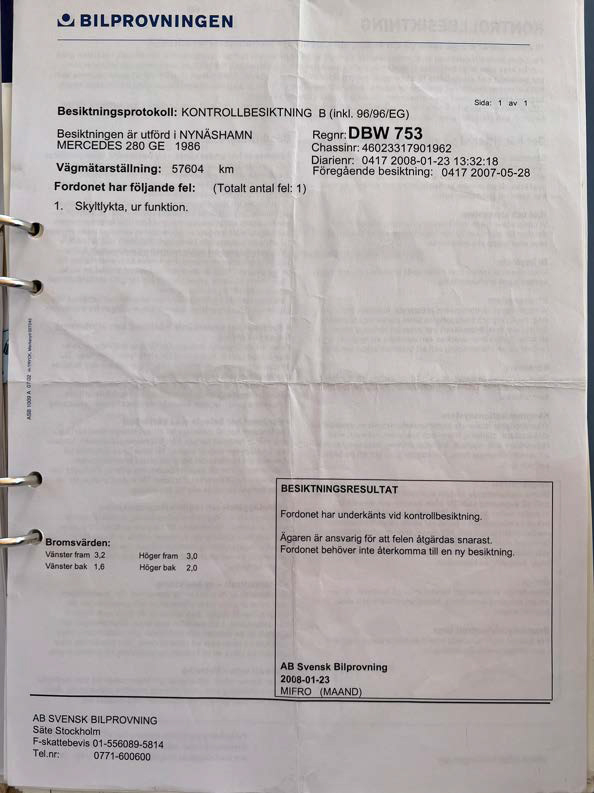 BILPROVNINGEN
KONTROLLBESIKTNING
Sida: 1 av 1
Besiktningsprotokoll: KONTROLLBESIKTNING B (inkl. 96/96/EG)
Besiktningen är utförd i NYNÄSHAMN
MERCEDES 280 GE 1986
Regnr: DBW 753
Chassinr: 46023317901962
Diarienr: 0417 2008-01-23 13:32:18
Föregående besiktning: 0417 2007-05-28
Vägmätarställning: 57604 km
Fordonet har följande fel: (Totalt antal fel: 1)
1. Skyltlykta, ur funktion.
BESIKTNINGSRESULTAT
Fordonet har underkänts vid kontrollbesiktning.
Ägaren är ansvarig för att felen åtgärdas snarast.
Fordonet behöver inte återkomma till en ny besiktning.
Bromsvärden:
Vänster fram 3,2 Höger fram 3,0
Vänster bak 1,6 Höger bak 2,0
AB Svensk Bilprovning
2008-01-23
MIFRO (MAAND)
AB SVENSK BILPROVNING
Säte Stockholm
F-skattebevis 01-556089-5814
Tel.nr: 0771-600600